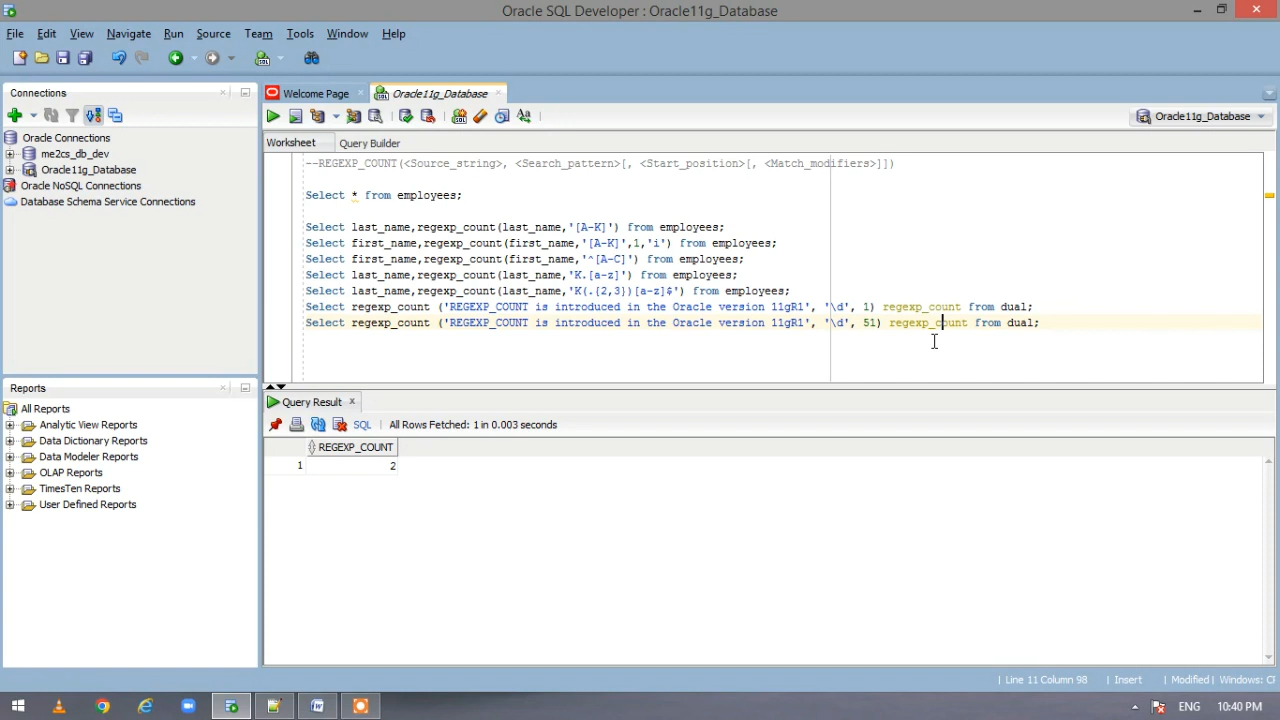 Oracle SQL Developer : Oracle11g_Database
File Edit View Navigate Run Source Team Tools Window Help
Connections
Oracle Connections
me2cs_db_dev
Oracle11g_Database
Oracle NoSQL Connections
Database Schema Service Connections
Reports
All Reports
Analytic View Reports
Data Dictionary Reports
Data Modeler Reports
OLAP Reports
TimesTen Reports
User Defined Reports
Welcome Page
Oracle11g_Database
Oracle11g_Database
Worksheet Query Builder
--REGEXP_COUNT(<Source_string>, <Search_pattern>[, <Start_position>[, <Match_modifiers>]])
Select * from employees;
Select last_name,regexp_count(last_name,'[A-K]') from employees;
Select first_name,regexp_count(first_name,'[A-K]',1,'i') from employees;
Select first_name,regexp_count(first_name,'^[A-C]') from employees;
Select last_name,regexp_count(last_name,'K.[a-z]') from employees;
Select last_name,regexp_count(last_name,'K(.{2,3})[a-z]$') from employees;
Select regexp_count ('REGEXP_COUNT is introduced in the Oracle version 11gR1', '\d', 1) regexp_count from dual;
Select regexp_count ('REGEXP_COUNT is introduced in the Oracle version 11gR1', '\d', 51) regexp_count from dual;
Query Result
SQL All Rows Fetched: 1 in 0.003 seconds
REGEXP_COUNT
1 2
Line 11 Column 98 Insert Modified Windows: CF
ENG 10:40 PM